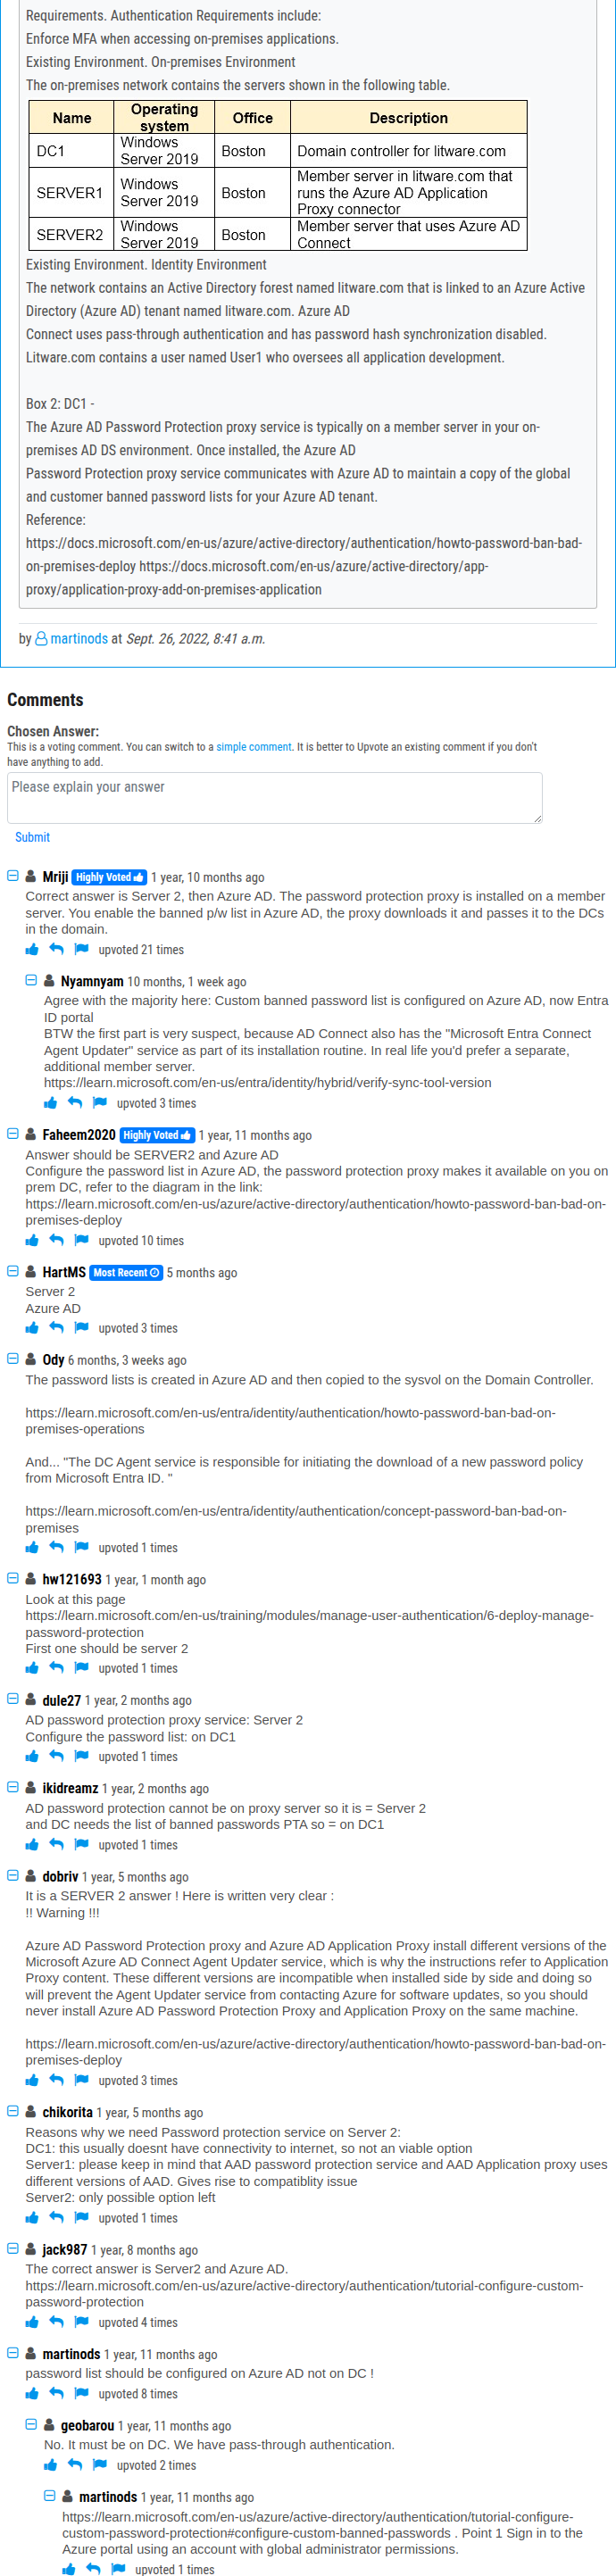 Requirements. Authentication Requirements include:
Enforce MFA when accessing on-premises applications.
Existing Environment. On-premises Environment
The on-premises network contains the servers shown in the following table.
Name Operating system Office Description
DC1 Windows Server 2019 Boston Domain controller for litware.com
SERVER1 Windows Server 2019 Boston Member server in litware.com that runs the Azure AD Application Proxy connector
SERVER2 Windows Server 2019 Boston Member server that uses Azure AD Connect
Existing Environment. Identity Environment
The network contains an Active Directory forest named litware.com that is linked to an Azure Active
Directory (Azure AD) tenant named litware.com. Azure AD
Connect uses pass-through authentication and has password hash synchronization disabled.
Litware.com contains a user named User1 who oversees all application development.
Box 2: DC1 -
The Azure AD Password Protection proxy service is typically on a member server in your on-
premises AD DS environment. Once installed, the Azure AD
Password Protection proxy service communicates with Azure AD to maintain a copy of the global
and customer banned password lists for your Azure AD tenant.
Reference:
https://docs.microsoft.com/en-us/azure/active-directory/authentication/howto-password-ban-bad-
on-premises-deploy https://docs.microsoft.com/en-us/azure/active-directory/app-
proxy/application-proxy-add-on-premises-application
by martinods at Sept. 26, 2022, 8:41 a.m.
Comments
Chosen Answer:
This is a voting comment. You can switch to a simple comment. It is better to Upvote an existing comment if you don't
have anything to add.
Please explain your answer
Submit
Mriji Highly Voted 1 year, 10 months ago
Correct answer is Server 2, then Azure AD. The password protection proxy is installed on a member
server. You enable the banned p/w list in Azure AD, the proxy downloads it and passes it to the DCs
in the domain.
upvoted 21 times
Nyamnyam 10 months, 1 week ago
Agree with the majority here: Custom banned password list is configured on Azure AD, now Entra
ID portal
BTW the first part is very suspect, because AD Connect also has the "Microsoft Entra Connect
Agent Updater" service as part of its installation routine. In real life you'd prefer a separate,
additional member server.
https://learn.microsoft.com/en-us/entra/identity/hybrid/verify-sync-tool-version
upvoted 3 times
Faheem2020 Highly Voted 1 year, 11 months ago
Answer should be SERVER2 and Azure AD
Configure the password list in Azure AD, the password protection proxy makes it available on you on
prem DC, refer to the diagram in the link:
https://learn.microsoft.com/en-us/azure/active-directory/authentication/howto-password-ban-bad-on-
premises-deploy
upvoted 10 times
HartMS Most Recent 5 months ago
Server 2
Azure AD
upvoted 3 times
Ody 6 months, 3 weeks ago
The password lists is created in Azure AD and then copied to the sysvol on the Domain Controller.
https://learn.microsoft.com/en-us/entra/identity/authentication/howto-password-ban-bad-on-
premises-operations
And... "The DC Agent service is responsible for initiating the download of a new password policy
from Microsoft Entra ID. "
https://learn.microsoft.com/en-us/entra/identity/authentication/concept-password-ban-bad-on-
premises
upvoted 1 times
hw121693 1 year, 1 month ago
Look at this page
https://learn.microsoft.com/en-us/training/modules/manage-user-authentication/6-deploy-manage-
password-protection
First one should be server 2
upvoted 1 times
dule27 1 year, 2 months ago
AD password protection proxy service: Server 2
Configure the password list: on DC1
upvoted 1 times
ikidreamz 1 year, 2 months ago
AD password protection cannot be on proxy server so it is = Server 2
and DC needs the list of banned passwords PTA so = on DC1
upvoted 1 times
dobriv 1 year, 5 months ago
It is a SERVER 2 answer ! Here is written very clear :
!! Warning !!!
Azure AD Password Protection proxy and Azure AD Application Proxy install different versions of the
Microsoft Azure AD Connect Agent Updater service, which is why the instructions refer to Application
Proxy content. These different versions are incompatible when installed side by side and doing so
will prevent the Agent Updater service from contacting Azure for software updates, so you should
never install Azure AD Password Protection Proxy and Application Proxy on the same machine.
https://learn.microsoft.com/en-us/azure/active-directory/authentication/howto-password-ban-bad-on-
premises-deploy
upvoted 3 times
chikorita 1 year, 5 months ago
Reasons why we need Password protection service on Server 2:
DC1: this usually doesnt have connectivity to internet, so not an viable option
Server1: please keep in mind that AAD password protection service and AAD Application proxy uses
different versions of AAD. Gives rise to compatiblity issue
Server2: only possible option left
upvoted 1 times
jack987 1 year, 8 months ago
The correct answer is Server2 and Azure AD.
https://learn.microsoft.com/en-us/azure/active-directory/authentication/tutorial-configure-custom-
password-protection
upvoted 4 times
martinods 1 year, 11 months ago
password list should be configured on Azure AD not on DC !
upvoted 8 times
geobarou 1 year, 11 months ago
No. It must be on DC. We have pass-through authentication.
upvoted 2 times
martinods 1 year, 11 months ago
https://learn.microsoft.com/en-us/azure/active-directory/authentication/tutorial-configure-
custom-password-protection#configure-custom-banned-passwords . Point 1 Sign in to the
Azure portal using an account with global administrator permissions.
upvoted 1 times